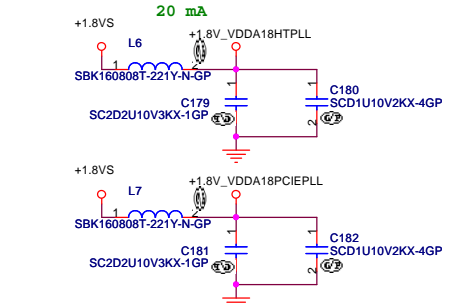 20 mA
+1.8VS
+1.8V_VDDA18HTPLL
L6
1
2
SBK160808T-221Y-N-GP
1
1
C179
SC2D2U10V3KX-1GP
C180
SCD1U10V2KX-4GP
2
+1.8VS
+1.8V_VDDA18PCIEPLL
L7
1
2
SBK160808T-221Y-N-GP
1
1
C181
SC2D2U10V3KX-1GP
C182
SCD1U10V2KX-4GP
2